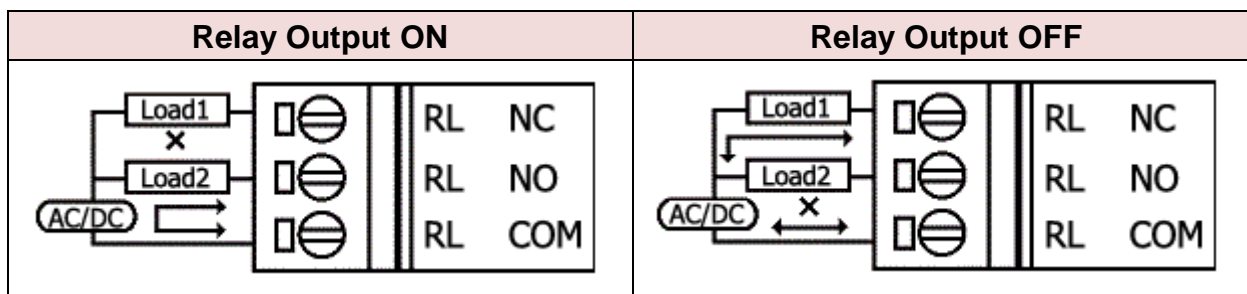 Relay Output ON
Relay Output OFF
Load1
RL NC
Load2
RL NO
AC/DC
RL COM
Load1
RL NC
Load2
RL NO
AC/DC
RL COM